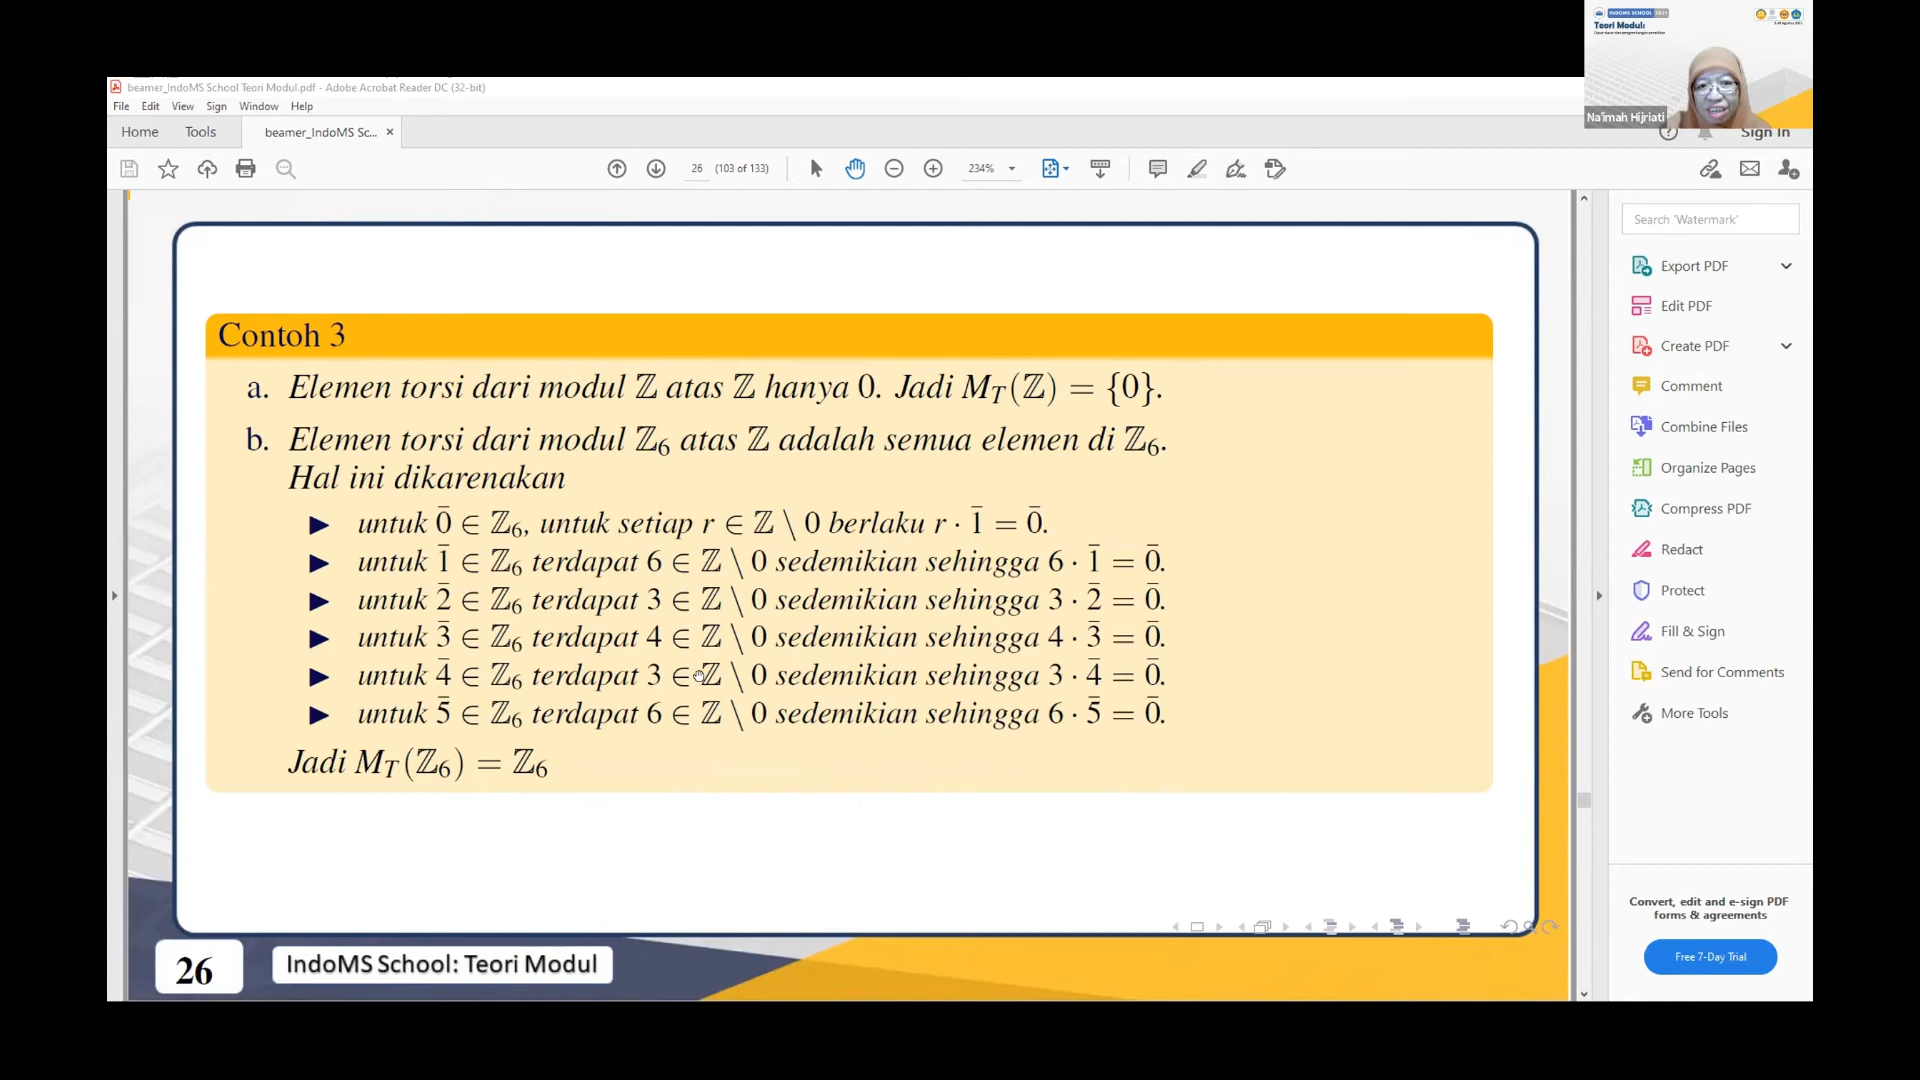 INDOMS SCHOOL 2021
Teori Modul:
Na'imah Hijriati
beamer_IndoMS School Teori Modul.pdf - Adobe Acrobat Reader DC (32-bit)
File Edit View Sign Window Help
Home Tools beamer_IndoMS Sc... × Sign In
26 (103 of 133) 234%
Search 'Watermark'
Export PDF
Edit PDF
Create PDF
Comment
Combine Files
Organize Pages
Compress PDF
Redact
Protect
Fill & Sign
Send for Comments
More Tools
Convert, edit and e-sign PDF
forms & agreements
Free 7-Day Trial
Contoh 3
a. Elemen torsi dari modul ℤ atas ℤ hanya 0. Jadi M_T(ℤ) = {0}.
b. Elemen torsi dari modul ℤ₆ atas ℤ adalah semua elemen di ℤ₆.
Hal ini dikarenakan
▶ untuk 0̄ ∈ ℤ₆, untuk setiap r ∈ ℤ \ 0 berlaku r · 1̄ = 0̄.
▶ untuk 1̄ ∈ ℤ₆ terdapat 6 ∈ ℤ \ 0 sedemikian sehingga 6 · 1̄ = 0̄.
▶ untuk 2̄ ∈ ℤ₆ terdapat 3 ∈ ℤ \ 0 sedemikian sehingga 3 · 2̄ = 0̄.
▶ untuk 3̄ ∈ ℤ₆ terdapat 4 ∈ ℤ \ 0 sedemikian sehingga 4 · 3̄ = 0̄.
▶ untuk 4̄ ∈ ℤ₆ terdapat 3 ∈ ℤ \ 0 sedemikian sehingga 3 · 4̄ = 0̄.
▶ untuk 5̄ ∈ ℤ₆ terdapat 6 ∈ ℤ \ 0 sedemikian sehingga 6 · 5̄ = 0̄.
Jadi M_T(ℤ₆) = ℤ₆
26 IndoMS School: Teori Modul